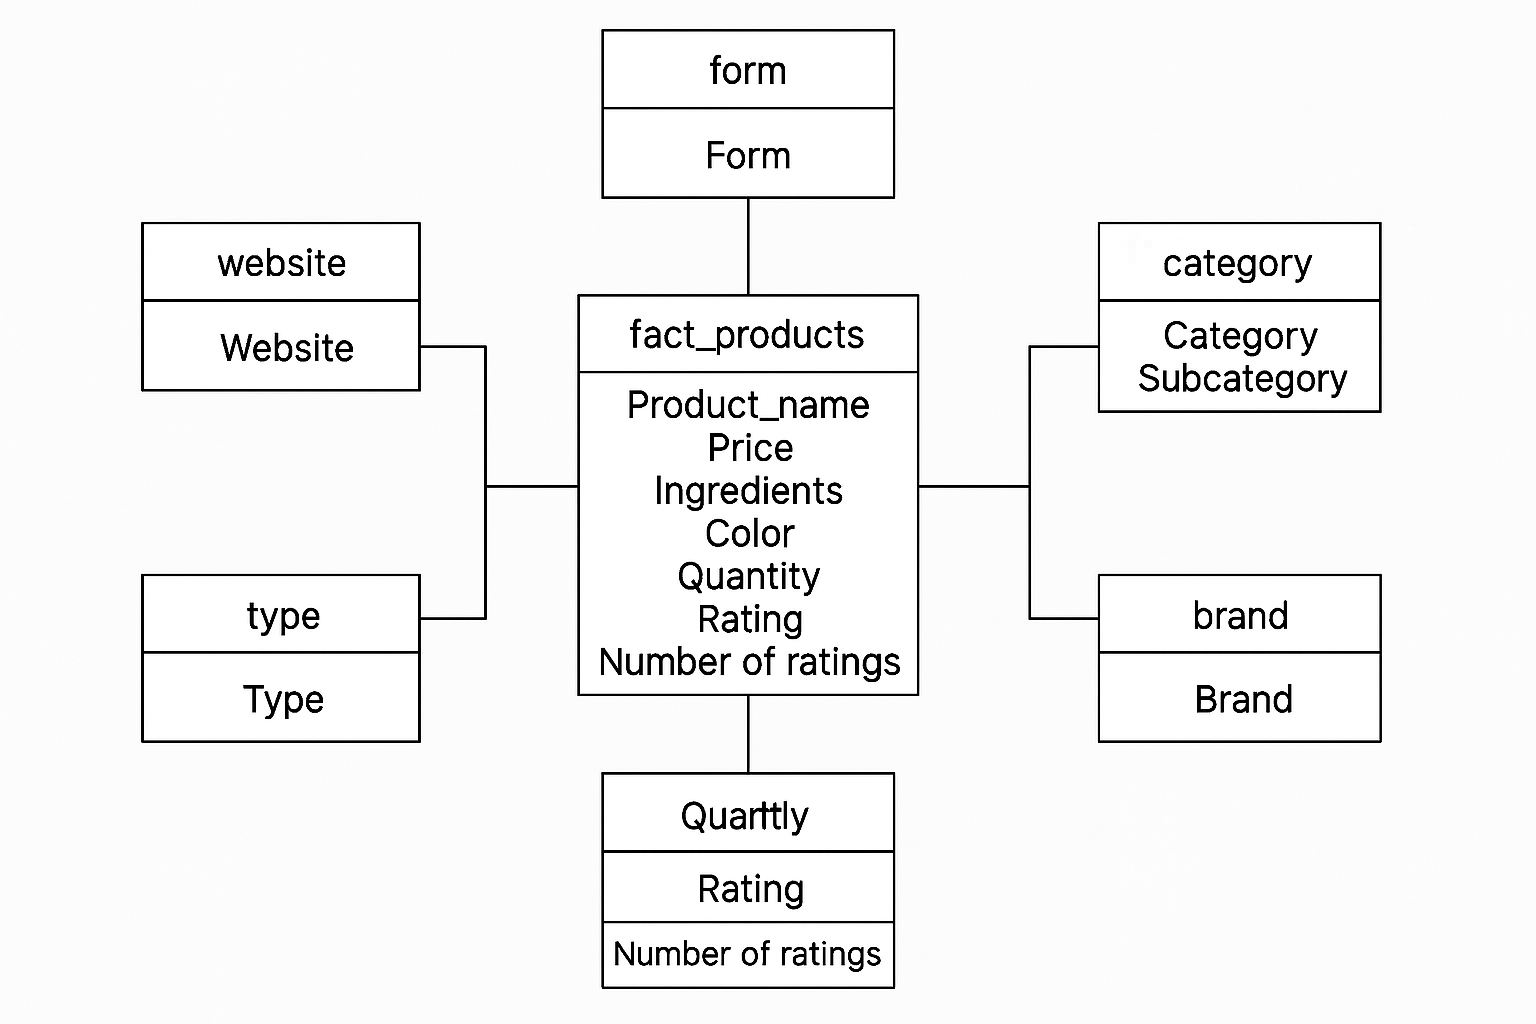 form
Form
website
Website
category
Category
Subcategory
fact_products
Product_name
Price
Ingredients
Color
Quantity
Rating
Number of ratings
type
Type
brand
Brand
Rating
Number of ratings